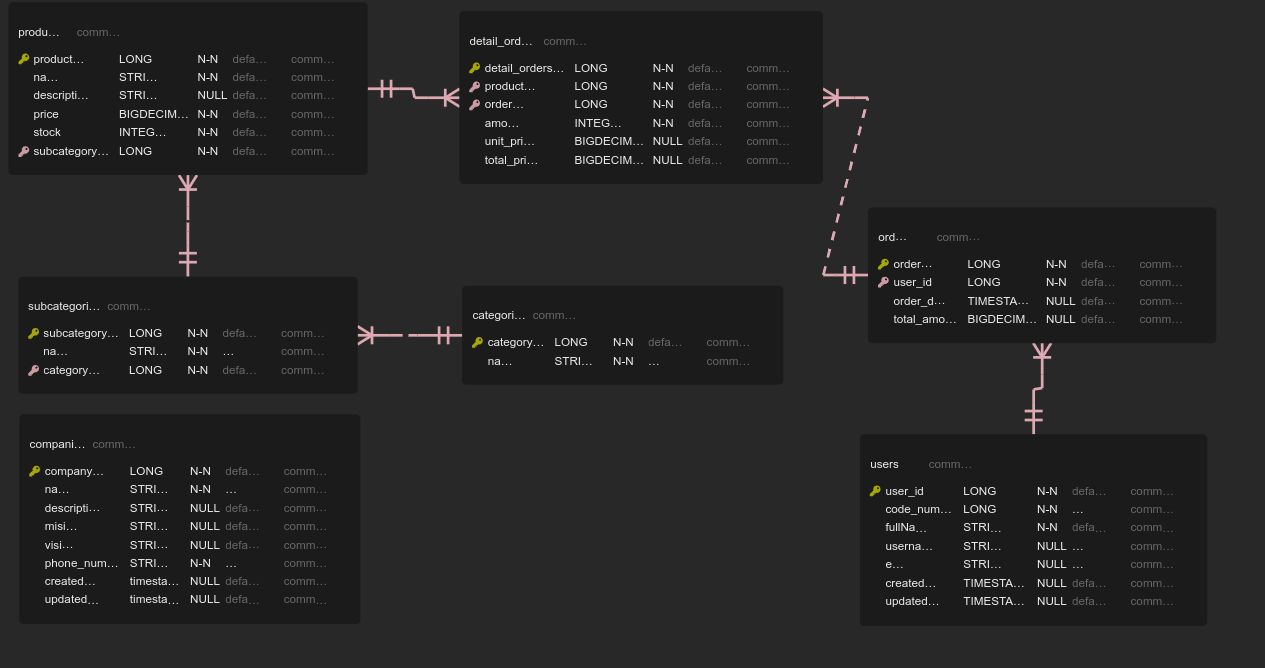 produ... comm...
product... LONG N-N defa... comm...
na... STRI... N-N defa... comm...
descripti... STRI... NULL defa... comm...
price BIGDECIM... N-N defa... comm...
stock INTEG... N-N defa... comm...
subcategory... LONG N-N defa... comm...
detail_ord... comm...
detail_orders... LONG N-N defa... comm...
product... LONG N-N defa... comm...
order... LONG N-N defa... comm...
amo... INTEG... N-N defa... comm...
unit_pri... BIGDECIM... NULL defa... comm...
total_pri... BIGDECIM... NULL defa... comm...
ord... comm...
order... LONG N-N defa... comm...
user_id LONG N-N defa... comm...
order_d... TIMESTA... NULL defa... comm...
total_amo... BIGDECIM... NULL defa... comm...
subcategori... comm...
subcategory... LONG N-N defa... comm...
na... STRI... N-N ... comm...
category... LONG N-N defa... comm...
categori... comm...
category... LONG N-N defa... comm...
na... STRI... N-N ... comm...
compani... comm...
company... LONG N-N defa... comm...
na... STRI... N-N ... comm...
descripti... STRI... NULL defa... comm...
misi... STRI... NULL defa... comm...
visi... STRI... NULL defa... comm...
phone_num... STRI... N-N ... comm...
created... timesta... NULL defa... comm...
updated... timesta... NULL defa... comm...
users comm...
user_id LONG N-N defa... comm...
code_num... LONG N-N ... comm...
fullNa... STRI... N-N defa... comm...
userna... STRI... NULL ... comm...
e... STRI... NULL ... comm...
created... TIMESTA... NULL defa... comm...
updated... TIMESTA... NULL defa... comm...